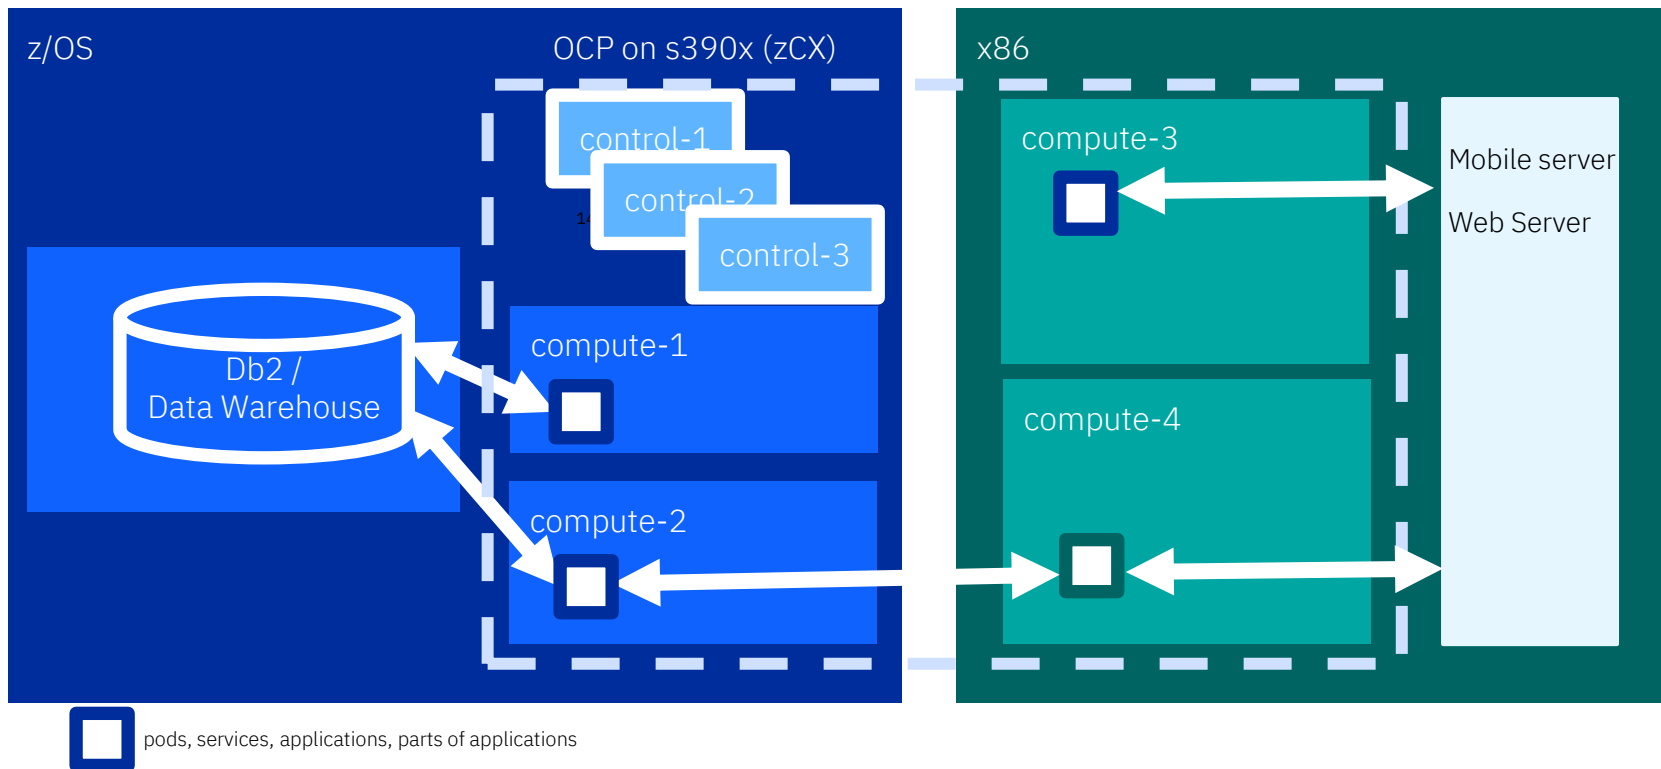 z/OS
OCP on s390x (zCX)
x86
control-1
control-2
control-3
compute-1
compute-2
Db2 /
Data Warehouse
compute-3
compute-4
Mobile server
Web Server
pods, services, applications, parts of applications